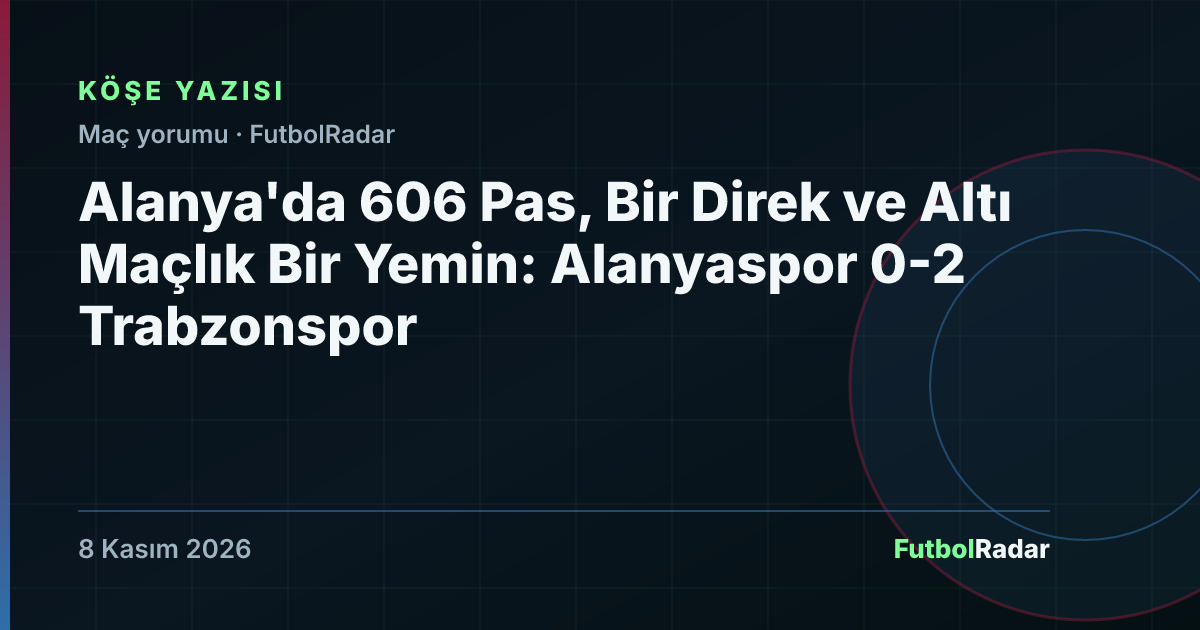 KÖŞE YAZISI
Maç yorumu · FutbolRadar
Alanya'da 606 Pas, Bir Direk ve Altı
Maçlık Bir Yemin: Alanyaspor 0-2
Trabzonspor
8 Kasım 2026
FutbolRadar